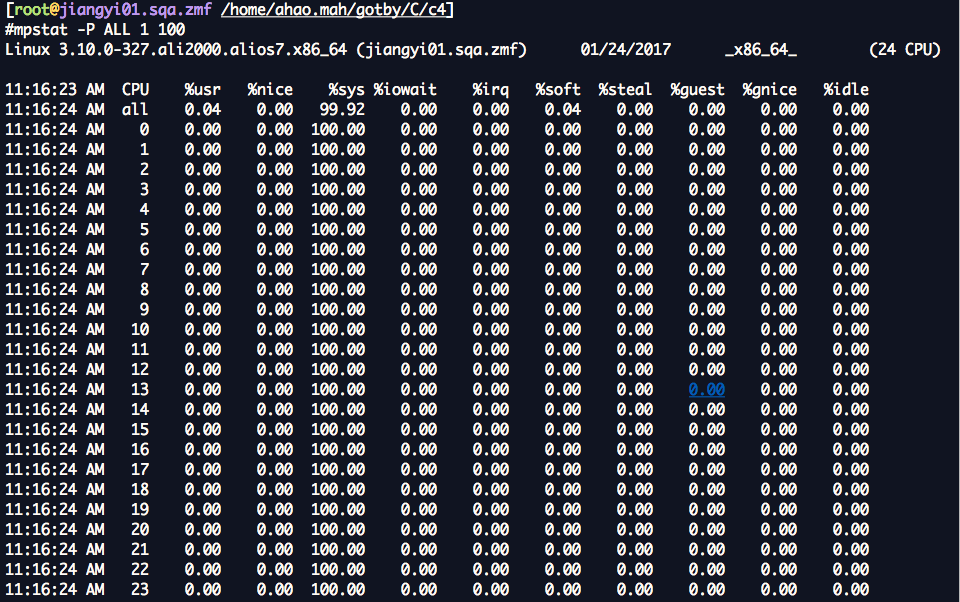 [root@jiangyi01.sqa.zmf /home/ahao.mah/gotby/C/c4]
#mpstat -P ALL 1 100
Linux 3.10.0-327.ali2000.alios7.x86_64 (jiangyi01.sqa.zmf) 01/24/2017 _x86_64_ (24 CPU)
11:16:23 AM CPU %usr %nice %sys %iowait %irq %soft %steal %guest %gnice %idle
11:16:24 AM all 0.04 0.00 99.92 0.00 0.00 0.04 0.00 0.00 0.00 0.00
11:16:24 AM 0 0.00 0.00 100.00 0.00 0.00 0.00 0.00 0.00 0.00 0.00
11:16:24 AM 1 0.00 0.00 100.00 0.00 0.00 0.00 0.00 0.00 0.00 0.00
11:16:24 AM 2 0.00 0.00 100.00 0.00 0.00 0.00 0.00 0.00 0.00 0.00
11:16:24 AM 3 0.00 0.00 100.00 0.00 0.00 0.00 0.00 0.00 0.00 0.00
11:16:24 AM 4 0.00 0.00 100.00 0.00 0.00 0.00 0.00 0.00 0.00 0.00
11:16:24 AM 5 0.00 0.00 100.00 0.00 0.00 0.00 0.00 0.00 0.00 0.00
11:16:24 AM 6 0.00 0.00 100.00 0.00 0.00 0.00 0.00 0.00 0.00 0.00
11:16:24 AM 7 0.00 0.00 100.00 0.00 0.00 0.00 0.00 0.00 0.00 0.00
11:16:24 AM 8 0.00 0.00 100.00 0.00 0.00 0.00 0.00 0.00 0.00 0.00
11:16:24 AM 9 0.00 0.00 100.00 0.00 0.00 0.00 0.00 0.00 0.00 0.00
11:16:24 AM 10 0.00 0.00 100.00 0.00 0.00 0.00 0.00 0.00 0.00 0.00
11:16:24 AM 11 0.00 0.00 100.00 0.00 0.00 0.00 0.00 0.00 0.00 0.00
11:16:24 AM 12 0.00 0.00 100.00 0.00 0.00 0.00 0.00 0.00 0.00 0.00
11:16:24 AM 13 0.00 0.00 100.00 0.00 0.00 0.00 0.00 0.00 0.00 0.00
11:16:24 AM 14 0.00 0.00 100.00 0.00 0.00 0.00 0.00 0.00 0.00 0.00
11:16:24 AM 15 0.00 0.00 100.00 0.00 0.00 0.00 0.00 0.00 0.00 0.00
11:16:24 AM 16 0.00 0.00 100.00 0.00 0.00 0.00 0.00 0.00 0.00 0.00
11:16:24 AM 17 0.00 0.00 100.00 0.00 0.00 0.00 0.00 0.00 0.00 0.00
11:16:24 AM 18 0.00 0.00 100.00 0.00 0.00 0.00 0.00 0.00 0.00 0.00
11:16:24 AM 19 0.00 0.00 100.00 0.00 0.00 0.00 0.00 0.00 0.00 0.00
11:16:24 AM 20 0.00 0.00 100.00 0.00 0.00 0.00 0.00 0.00 0.00 0.00
11:16:24 AM 21 0.00 0.00 100.00 0.00 0.00 0.00 0.00 0.00 0.00 0.00
11:16:24 AM 22 0.00 0.00 100.00 0.00 0.00 0.00 0.00 0.00 0.00 0.00
11:16:24 AM 23 0.00 0.00 100.00 0.00 0.00 0.00 0.00 0.00 0.00 0.00